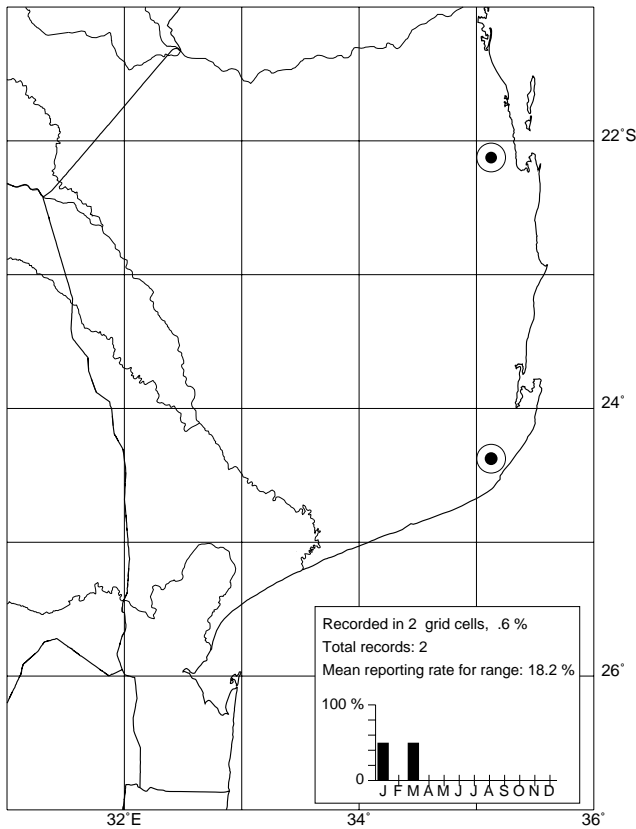 22˚S
24˚
Recorded in 2 grid cells, .6 %
Total records: 2
Mean reporting rate for range: 18.2 %
26˚
100 %
0
J F M A M J J A S O N D
32˚E 34˚ 36˚